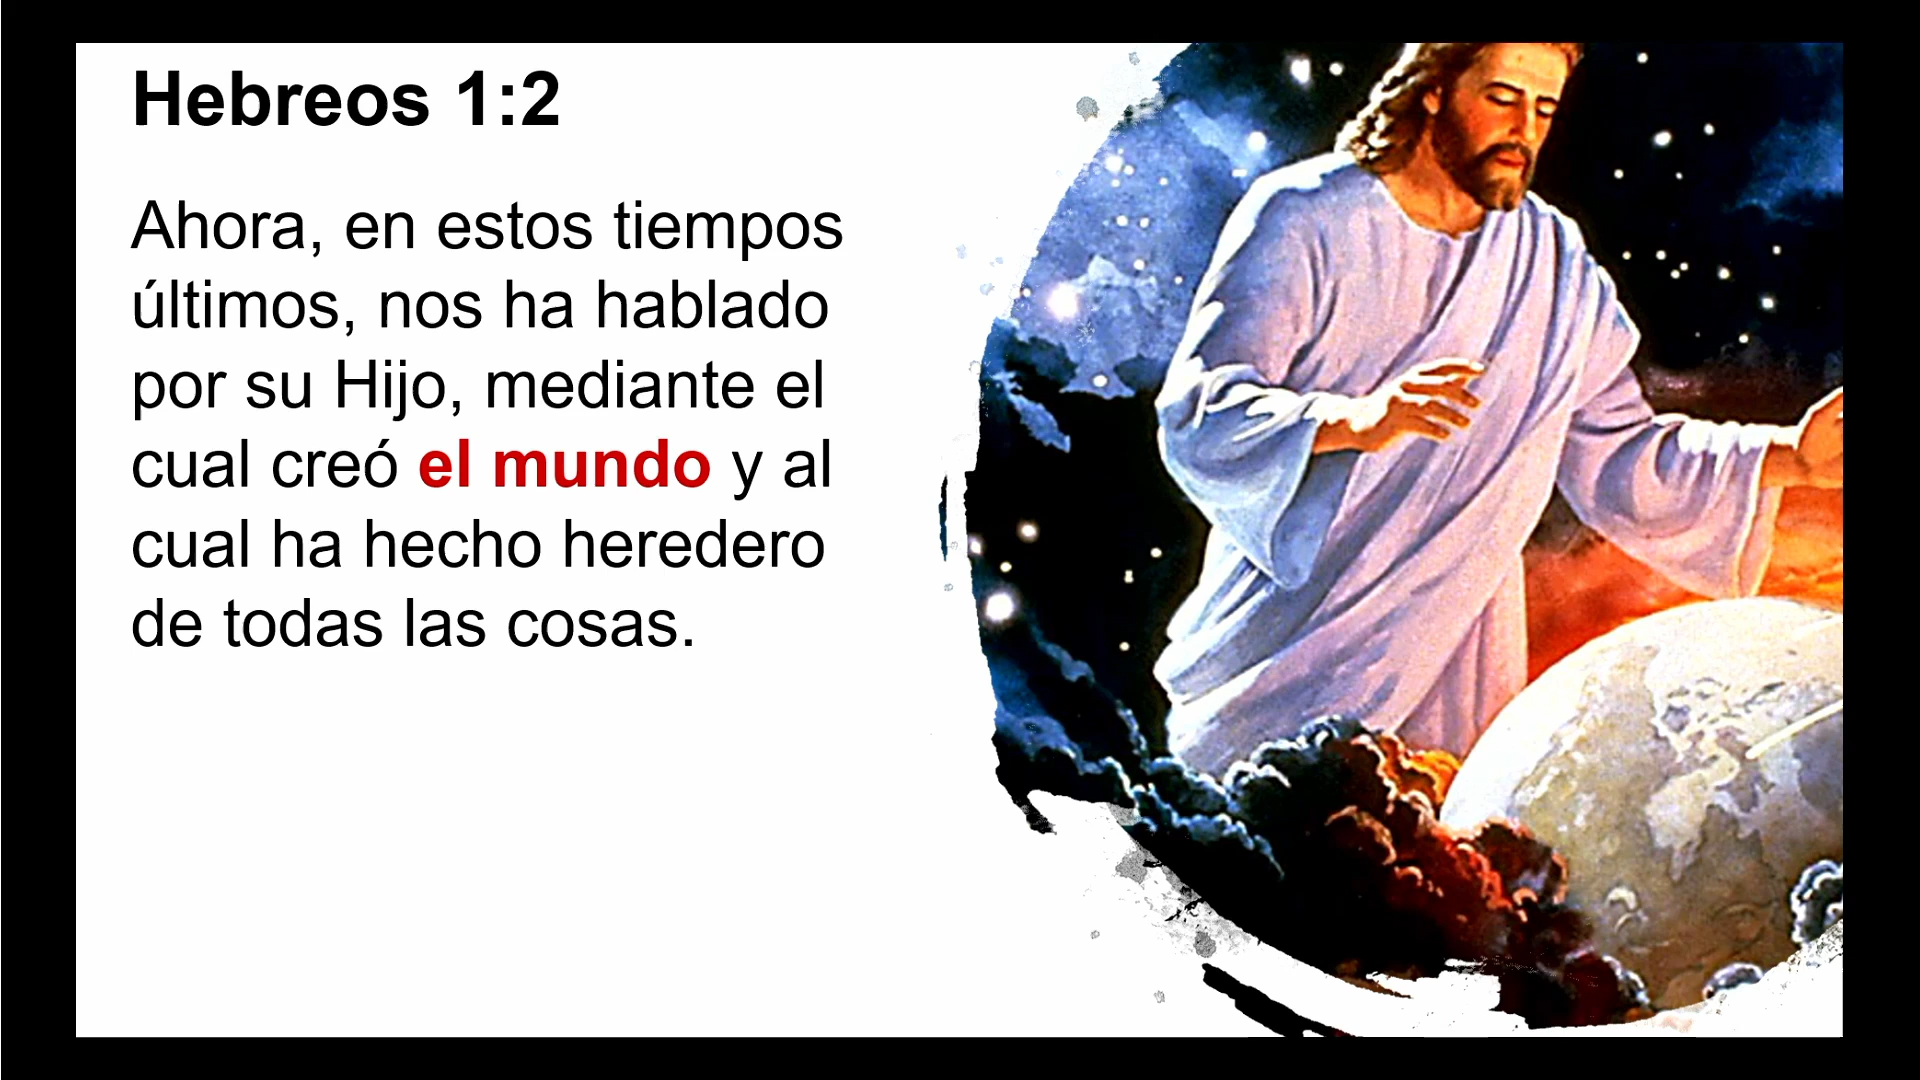 Hebreos 1:2
Ahora, en estos tiempos
últimos, nos ha hablado
por su Hijo, mediante el
cual creó el mundo y al
cual ha hecho heredero
de todas las cosas.